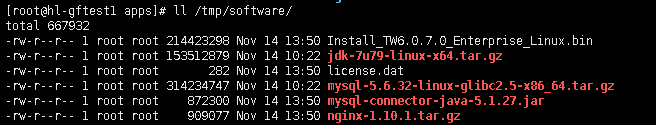 [root@hl-gftest1 apps]# ll /tmp/software/
total 667932
-rw-r--r-- 1 root root 214423298 Nov 14 13:50 Install_TW6.0.7.0_Enterprise_Linux.bin
-rw-r--r-- 1 root root 153512879 Nov 14 10:22 jdk-7u79-linux-x64.tar.gz
-rw-r--r-- 1 root root 282 Nov 14 13:50 license.dat
-rw-r--r-- 1 root root 314234747 Nov 14 10:22 mysql-5.6.32-linux-glibc2.5-x86_64.tar.gz
-rw-r--r-- 1 root root 872300 Nov 14 13:50 mysql-connector-java-5.1.27.jar
-rw-r--r-- 1 root root 909077 Nov 14 13:50 nginx-1.10.1.tar.gz